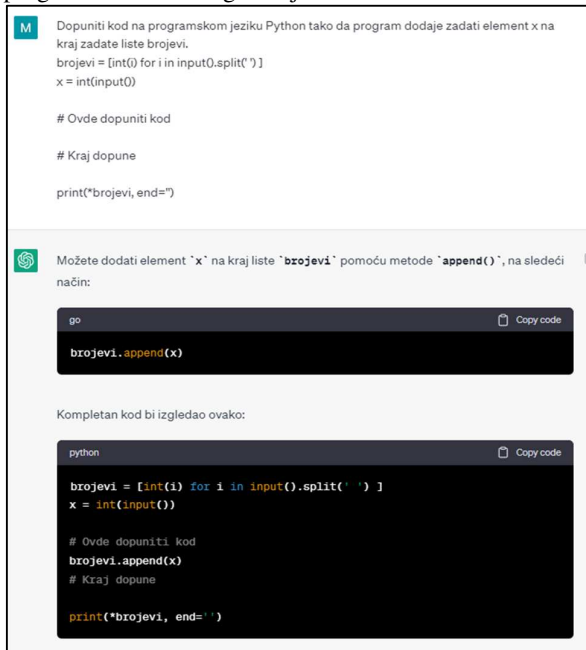 M
Dopuniti kod na programskom jeziku Python tako da program dodaje zadati element x na
kraj zadate liste brojevi.
brojevi = [int(i) for i in input().split(' ') ]
x = int(input())
# Ovde dopuniti kod
# Kraj dopune
print(*brojevi, end='')
Možete dodati element `x` na kraj liste `brojevi` pomoću metode `append()`, na sledeći
način:
go
Copy code
brojevi.append(x)
Kompletan kod bi izgledao ovako:
python
Copy code
brojevi = [int(i) for i in input().split(' ') ]
x = int(input())
# Ovde dopuniti kod
brojevi.append(x)
# Kraj dopune
print(*brojevi, end='')